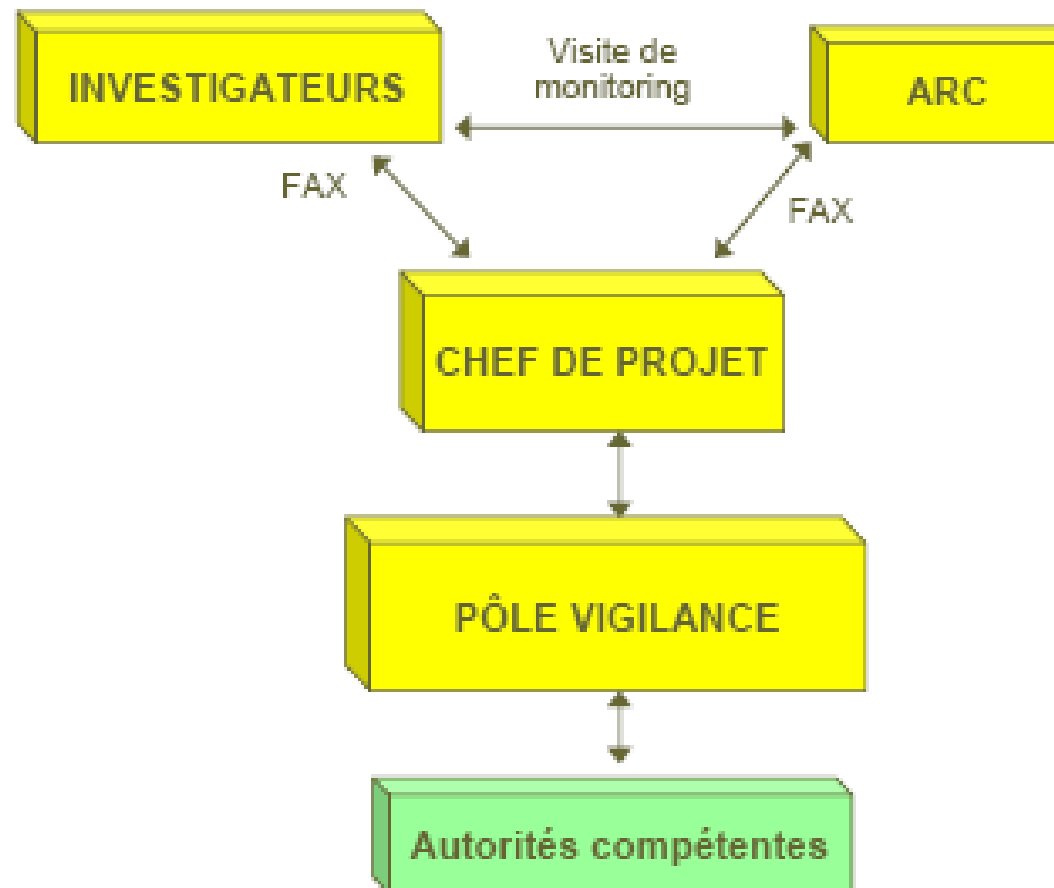 INVESTIGATEURS
Visite de
monitoring
ARC
FAX
FAX
CHEF DE PROJET
PÔLE VIGILANCE
Autorités compétentes